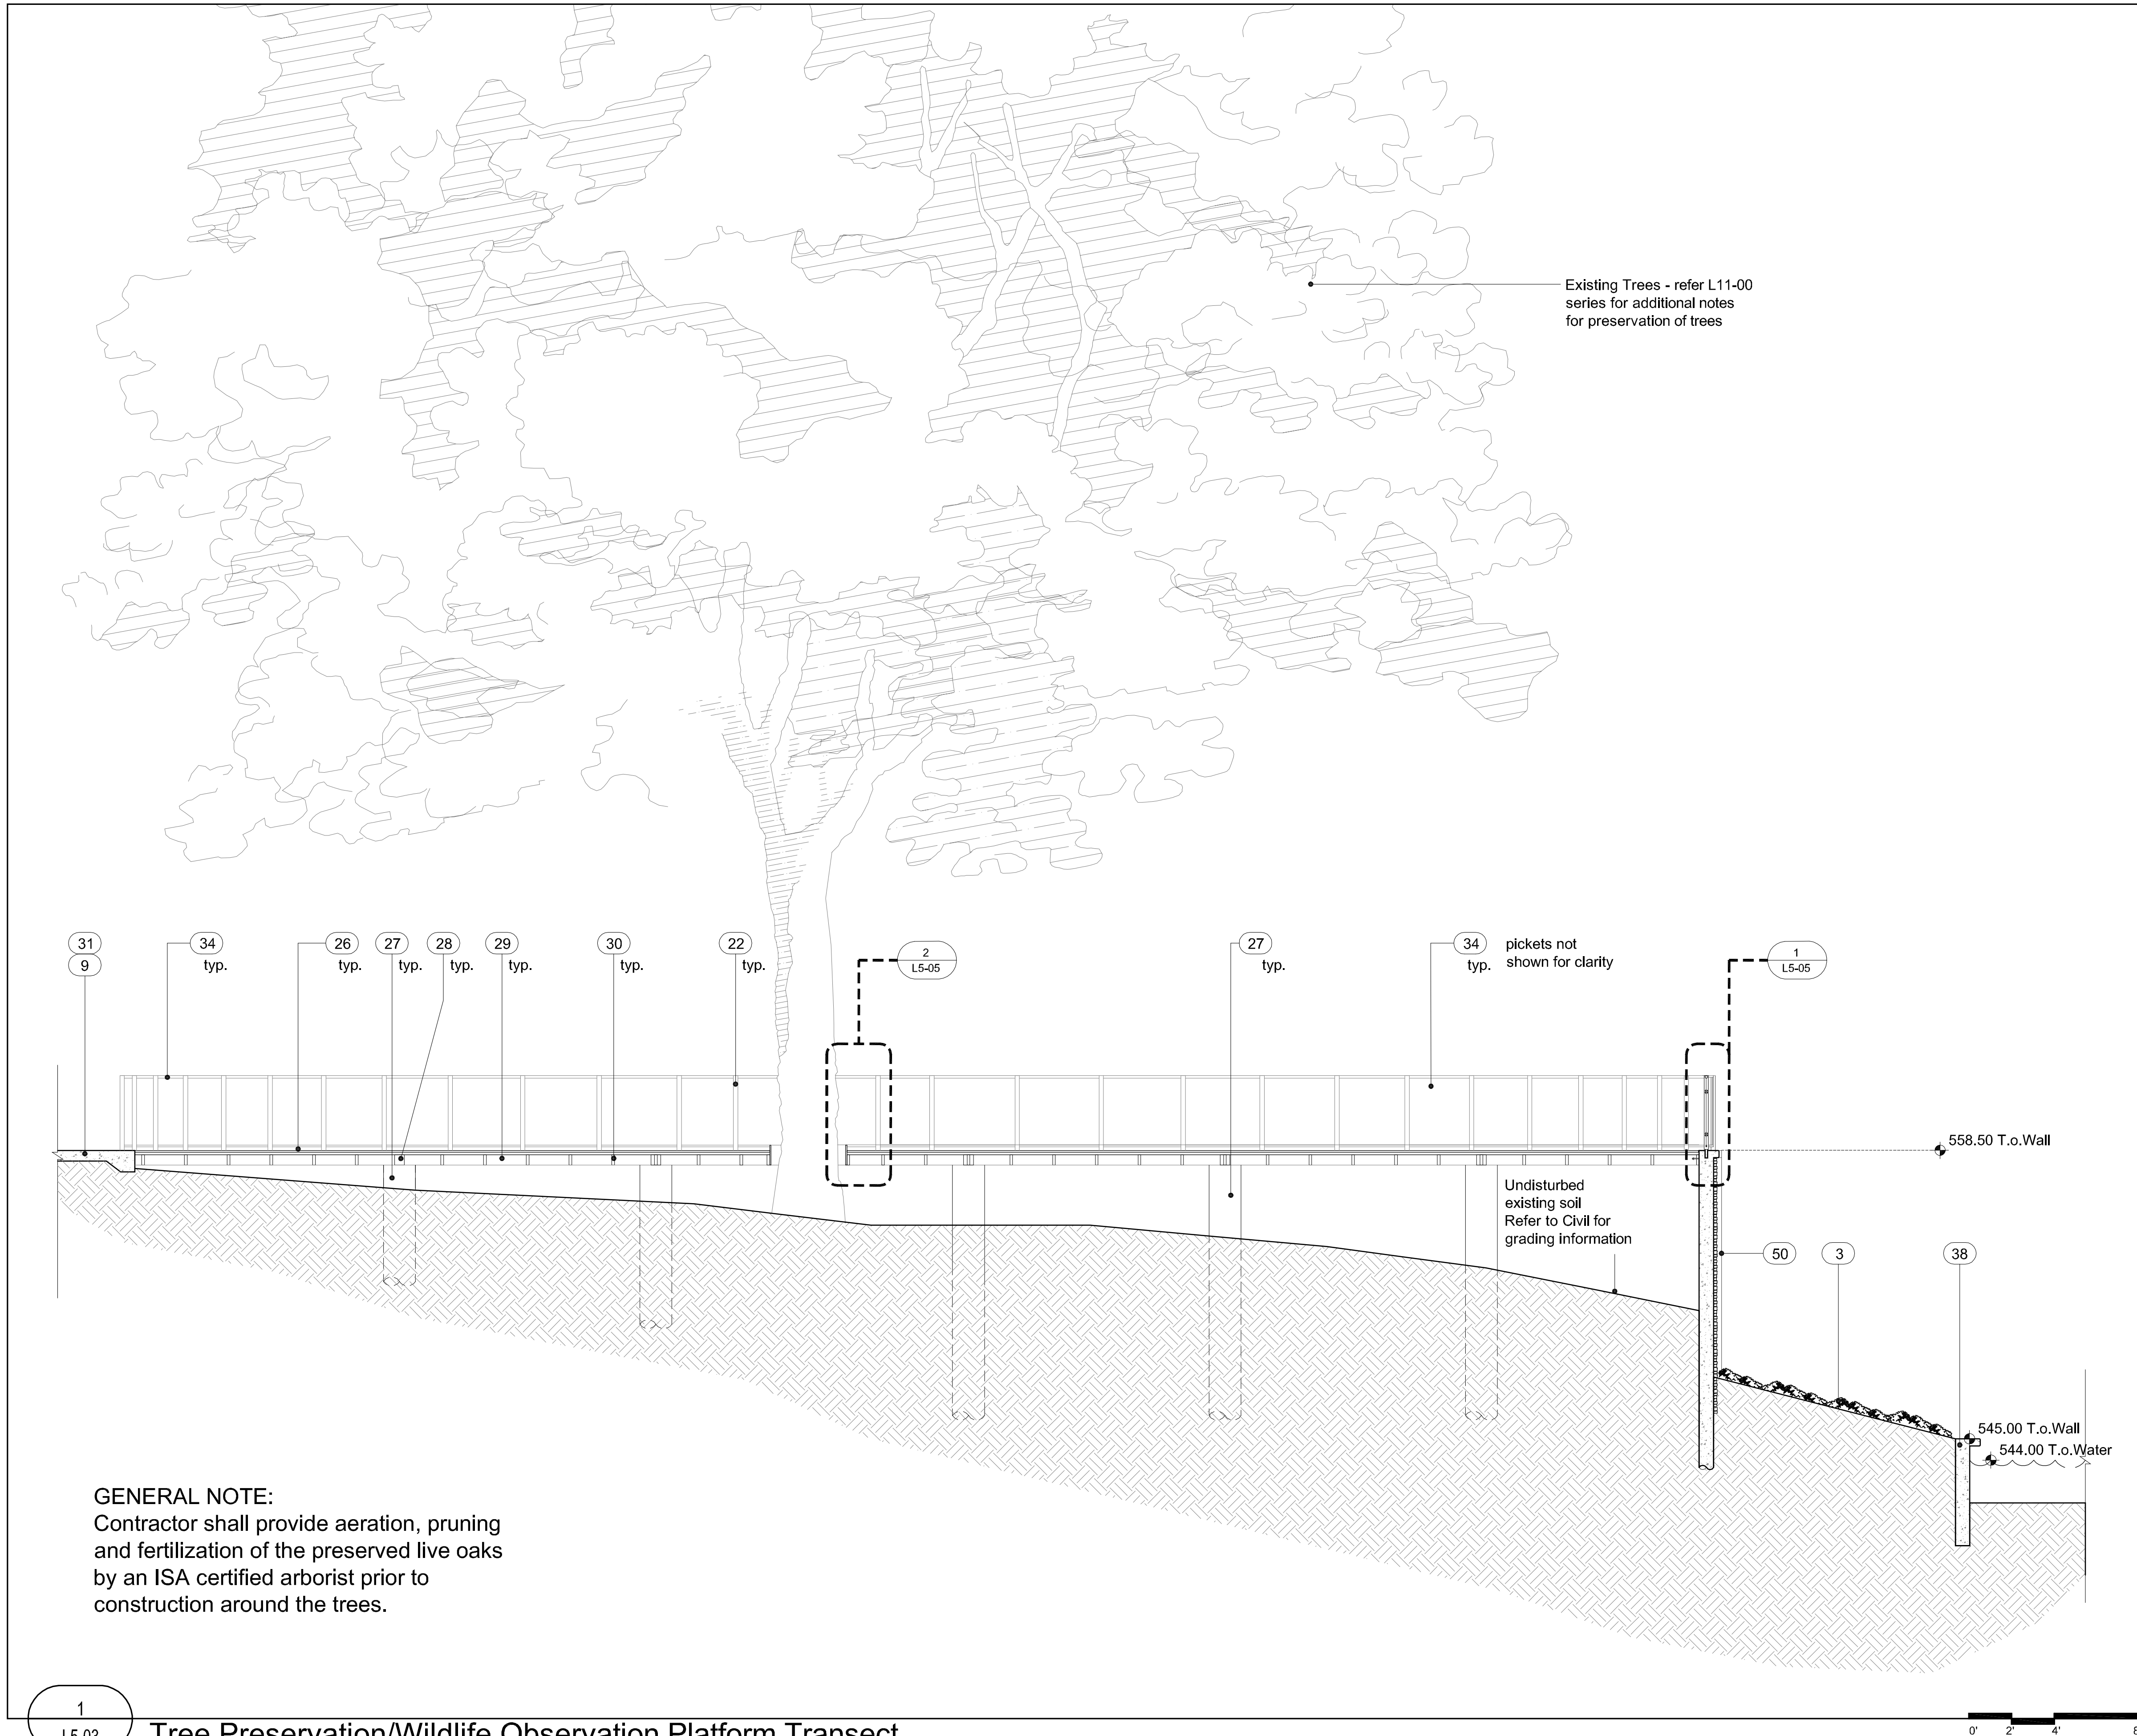 Existing Trees - refer L11-00
series for additional notes
for preservation of trees
31
9
34
typ.
26
typ.
27
typ.
28
typ.
29
typ.
30
typ.
22
typ.
2
L5-05
27
typ.
34
typ.
pickets not
shown for clarity
1
L5-05
558.50 T.o.Wall
Undisturbed
existing soil
Refer to Civil for
grading information
50
3
38
545.00 T.o.Wall
544.00 T.o.Water
GENERAL NOTE:
Contractor shall provide aeration, pruning
and fertilization of the preserved live oaks
by an ISA certified arborist prior to
construction around the trees.
1
L5-03
Tree Preservation/Wildlife Observation Platform Transect
0'
2'
4'
8